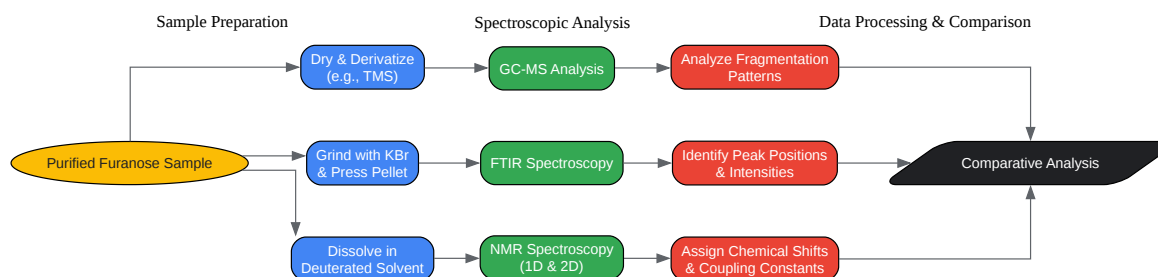 Sample Preparation
Spectroscopic Analysis
Data Processing & Comparison
Dry & Derivatize
(e.g., TMS)
GC-MS Analysis
Analyze Fragmentation
Patterns
Purified Furanose Sample
Grind with KBr
& Press Pellet
FTIR Spectroscopy
Identify Peak Positions
& Intensities
Comparative Analysis
Dissolve in
Deuterated Solvent
NMR Spectroscopy
(1D & 2D)
Assign Chemical Shifts
& Coupling Constants